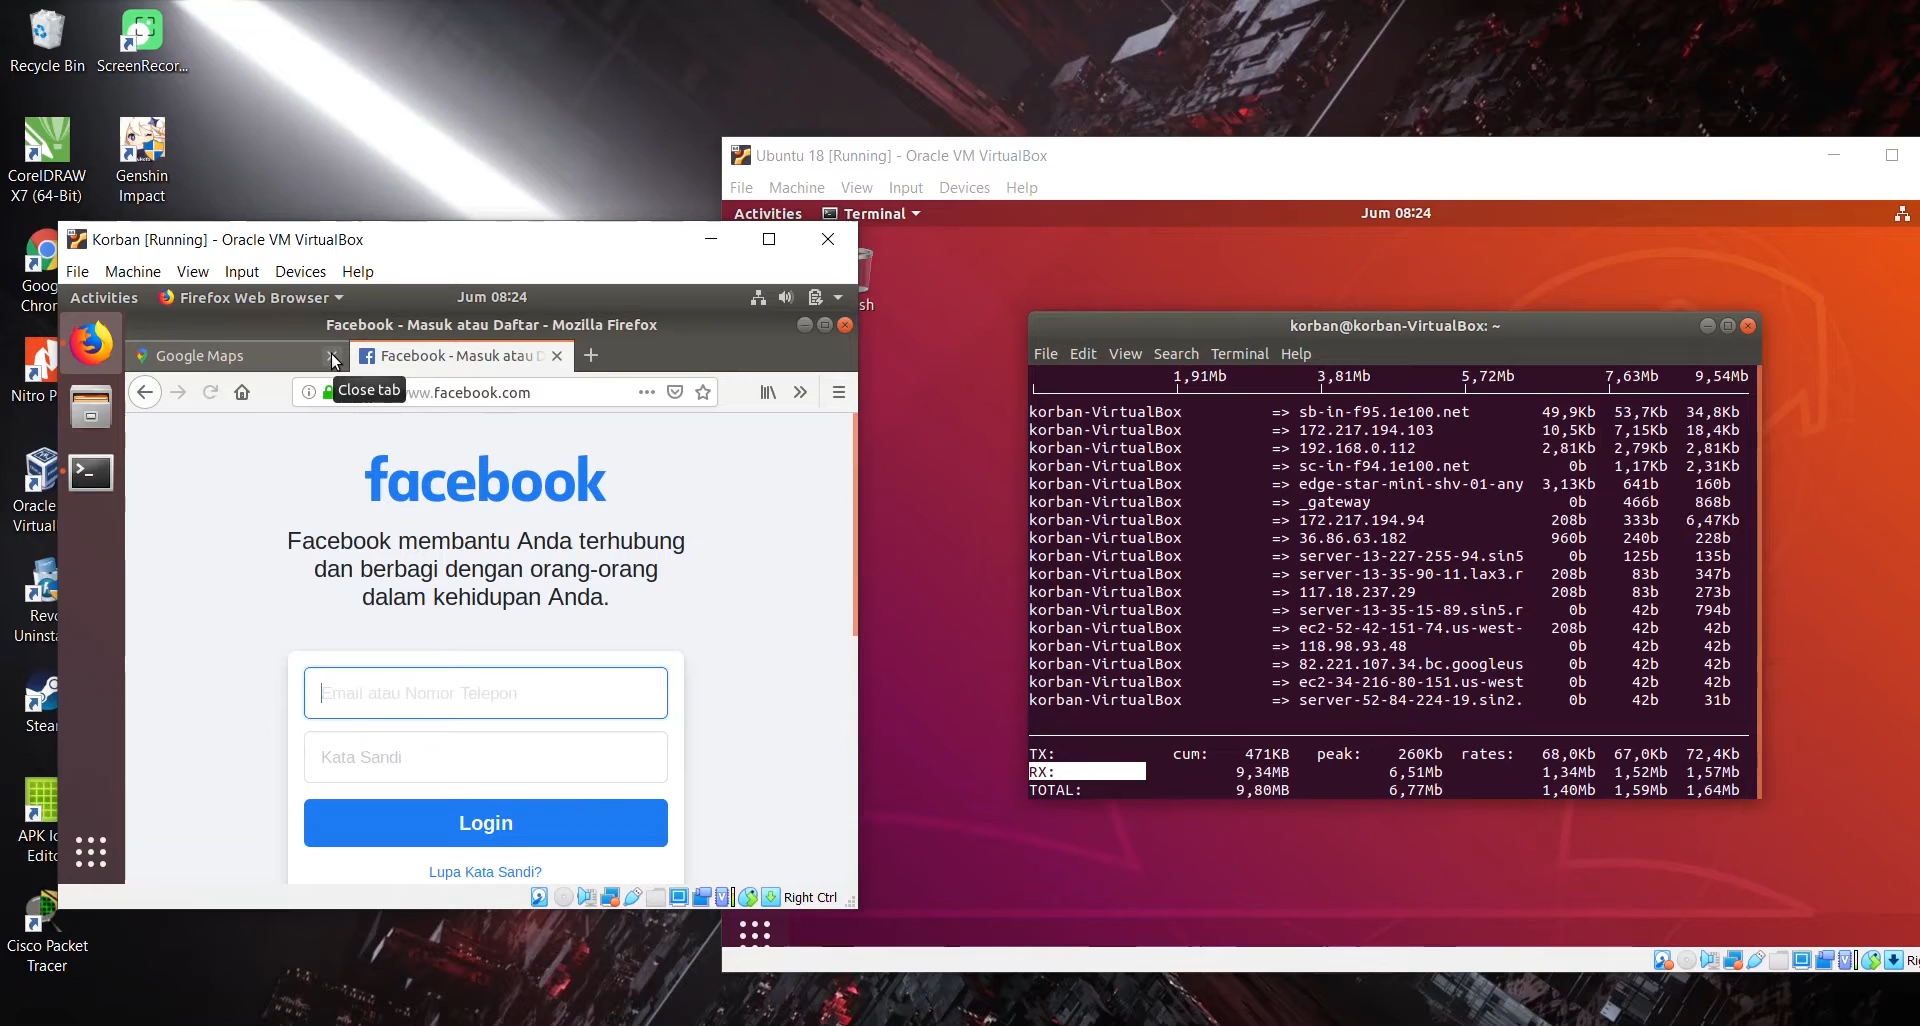 Recycle Bin
ScreenRecor...
CorelDRAW
X7 (64-Bit)
Genshin
Impact
Goog
Chror
Nitro P
Oracle
Virtual
Revo
Uninsta
Stear
APK Ic
Edito
Cisco Packet
Tracer
Ubuntu 18 [Running] - Oracle VM VirtualBox
File Machine View Input Devices Help
Activities Terminal Jum 08:24
sh
Korban [Running] - Oracle VM VirtualBox
File Machine View Input Devices Help
Activities Firefox Web Browser Jum 08:24
Facebook - Masuk atau Daftar - Mozilla Firefox
Google Maps Facebook - Masuk atau D
Close tab ww.facebook.com
facebook
Facebook membantu Anda terhubung
dan berbagi dengan orang-orang
dalam kehidupan Anda.
Email atau Nomor Telepon
Kata Sandi
Login
Lupa Kata Sandi?
Right Ctrl
korban@korban-VirtualBox: ~
File Edit View Search Terminal Help
1,91Mb 3,81Mb 5,72Mb 7,63Mb 9,54Mb
korban-VirtualBox => sb-in-f95.1e100.net 49,9Kb 53,7Kb 34,8Kb
korban-VirtualBox => 172.217.194.103 10,5Kb 7,15Kb 18,4Kb
korban-VirtualBox => 192.168.0.112 2,81Kb 2,79Kb 2,81Kb
korban-VirtualBox => sc-in-f94.1e100.net 0b 1,17Kb 2,31Kb
korban-VirtualBox => edge-star-mini-shv-01-any 3,13Kb 641b 160b
korban-VirtualBox => _gateway 0b 466b 868b
korban-VirtualBox => 172.217.194.94 208b 333b 6,47Kb
korban-VirtualBox => 36.86.63.182 960b 240b 228b
korban-VirtualBox => server-13-227-255-94.sin5 0b 125b 135b
korban-VirtualBox => server-13-35-90-11.lax3.r 208b 83b 347b
korban-VirtualBox => 117.18.237.29 208b 83b 273b
korban-VirtualBox => server-13-35-15-89.sin5.r 0b 42b 794b
korban-VirtualBox => ec2-52-42-151-74.us-west- 208b 42b 42b
korban-VirtualBox => 118.98.93.48 0b 42b 42b
korban-VirtualBox => 82.221.107.34.bc.googleus 0b 42b 42b
korban-VirtualBox => ec2-34-216-80-151.us-west 0b 42b 42b
korban-VirtualBox => server-52-84-224-19.sin2. 0b 42b 31b
TX: cum: 471KB peak: 260Kb rates: 68,0Kb 67,0Kb 72,4Kb
RX: 9,34MB 6,51Mb 1,34Mb 1,52Mb 1,57Mb
TOTAL: 9,80MB 6,77Mb 1,40Mb 1,59Mb 1,64Mb
Rig